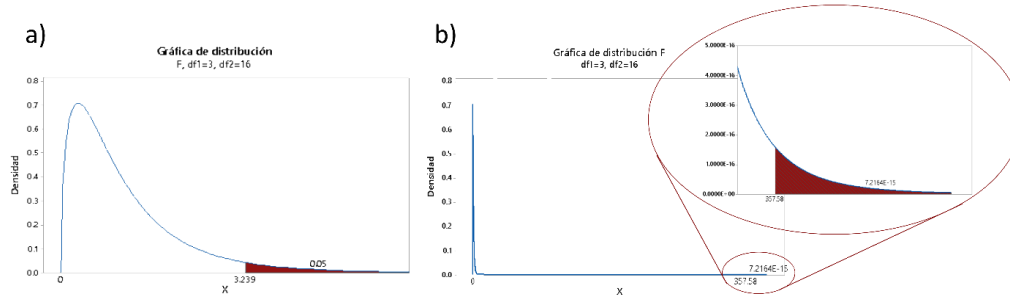 a)
Gráfica de distribución
F, df1=3, df2=16
0.8
0.7
0.6
0.5
0.4
0.3
0.2
0.1
0.0
Densidad
0.05
0
3.239
X
b)
Gráfica de distribución F
df1=3, df2=16
0.8
0.7
0.6
0.5
0.4
0.3
0.2
0.1
0.0
Densidad
7.2164E-15
0
357.58
X
5.0000E-16
4.0000E-16
3.0000E-16
2.0000E-16
1.0000E-16
0.0000E+00
7.2164E-15
357.58